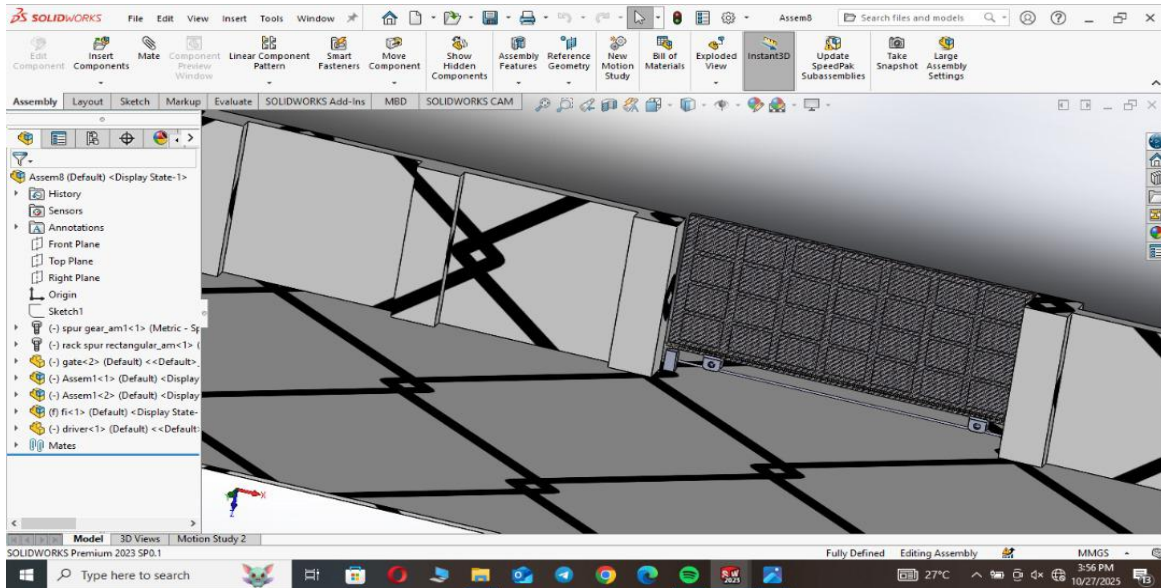 SOLIDWORKS File Edit View Insert Tools Window Assem8 Search files and models
Edit Component
Insert Components
Mate
Component Preview Window
Linear Component Pattern
Smart Fasteners
Move Component
Show Hidden Components
Assembly Features
Reference Geometry
New Motion Study
Bill of Materials
Exploded View
Instant3D
Update SpeedPak Subassemblies
Take Snapshot
Large Assembly Settings
Assembly Layout Sketch Markup Evaluate SOLIDWORKS Add-Ins MBD SOLIDWORKS CAM
Assem8 (Default) <Display State-1>
History
Sensors
Annotations
Front Plane
Top Plane
Right Plane
Origin
Sketch1
(-) spur gear_am1<1> (Metric - Sp
(-) rack spur rectangular_am<1> (
(-) gate<2> (Default) <<Default>_
(-) Assem1<1> (Default) <Display
(-) Assem1<2> (Default) <Display
(f) fi<1> (Default) <Display State-
(-) driver<1> (Default) <<Default>
Mates
Z X
Model 3D Views Motion Study 2
SOLIDWORKS Premium 2023 SP0.1 Fully Defined Editing Assembly MMGS
Type here to search 27°C 3:56 PM
10/27/2025